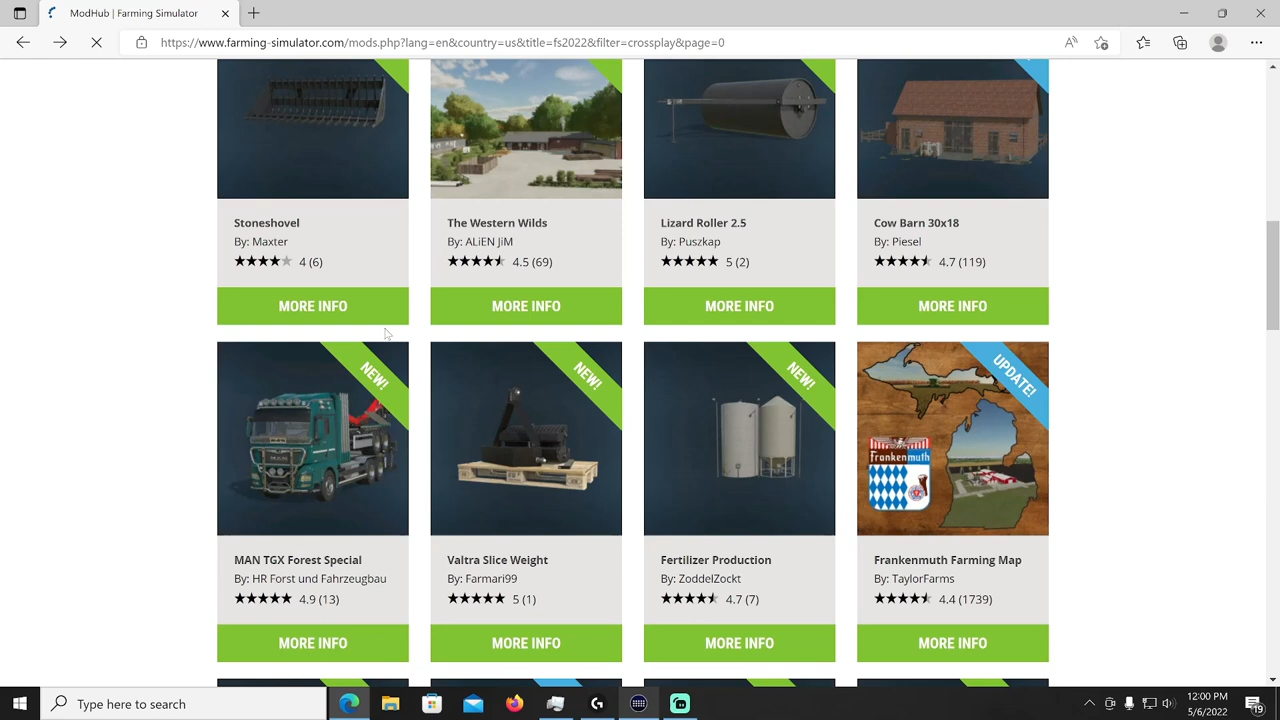 ModHub | Farming Simulator
https://www.farming-simulator.com/mods.php?lang=en&country=us&title=fs2022&filter=crossplay&page=0
Stoneshovel
By: Maxter
4 (6)
MORE INFO
The Western Wilds
By: ALiEN JiM
4.5 (69)
MORE INFO
Lizard Roller 2.5
By: Puszkap
5 (2)
MORE INFO
Cow Barn 30x18
By: Piesel
4.7 (119)
MORE INFO
NEW!
MAN TGX Forest Special
By: HR Forst und Fahrzeugbau
4.9 (13)
MORE INFO
NEW!
Valtra Slice Weight
By: Farmari99
5 (1)
MORE INFO
NEW!
Fertilizer Production
By: ZoddelZockt
4.7 (7)
MORE INFO
UPDATE!
Frankenmuth
Frankenmuth Farming Map
By: TaylorFarms
4.4 (1739)
MORE INFO
Type here to search
12:00 PM
5/6/2022
19